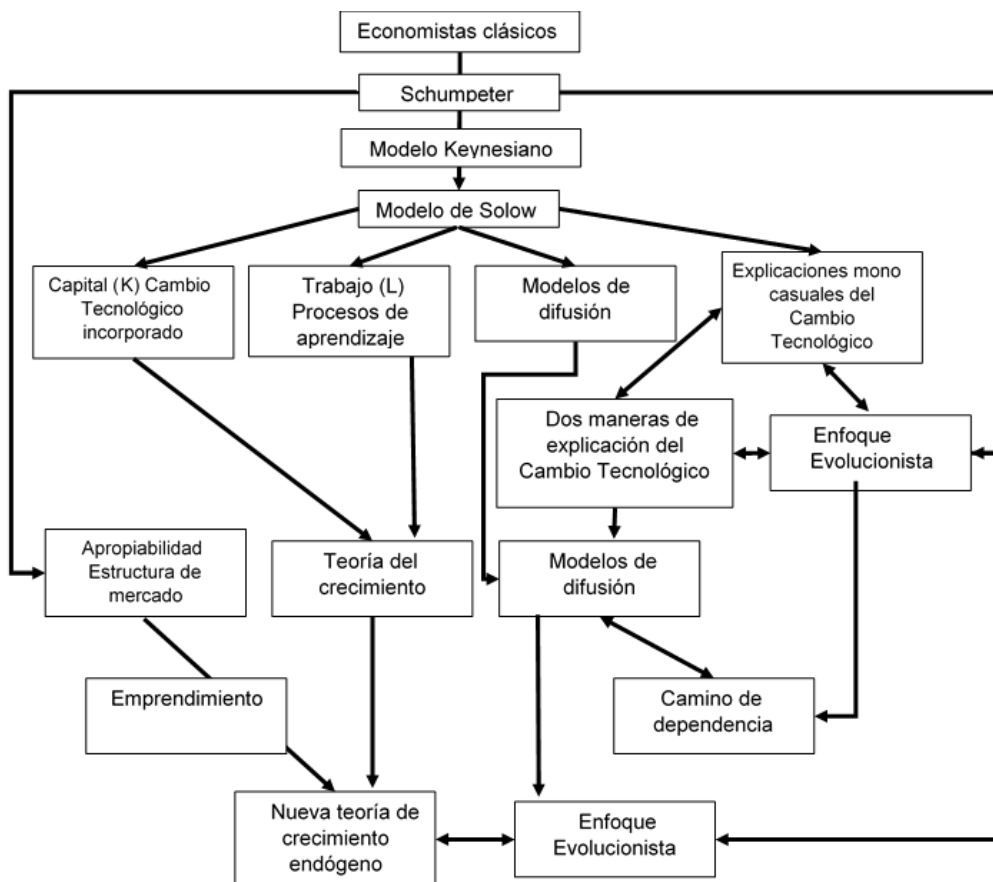 Economistas clásicos
Schumpeter
Modelo Keynesiano
Modelo de Solow
Capital (K) Cambio
Tecnológico
incorporado
Trabajo (L)
Procesos de
aprendizaje
Modelos de
difusión
Explicaciones mono
casuales del
Cambio
Tecnológico
Dos maneras de
explicación del
Cambio Tecnológico
Enfoque
Evolucionista
Apropiabilidad
Estructura de
mercado
Teoría del
crecimiento
Modelos de
difusión
Emprendimiento
Camino de
dependencia
Nueva teoría de
crecimiento
endógeno
Enfoque
Evolucionista